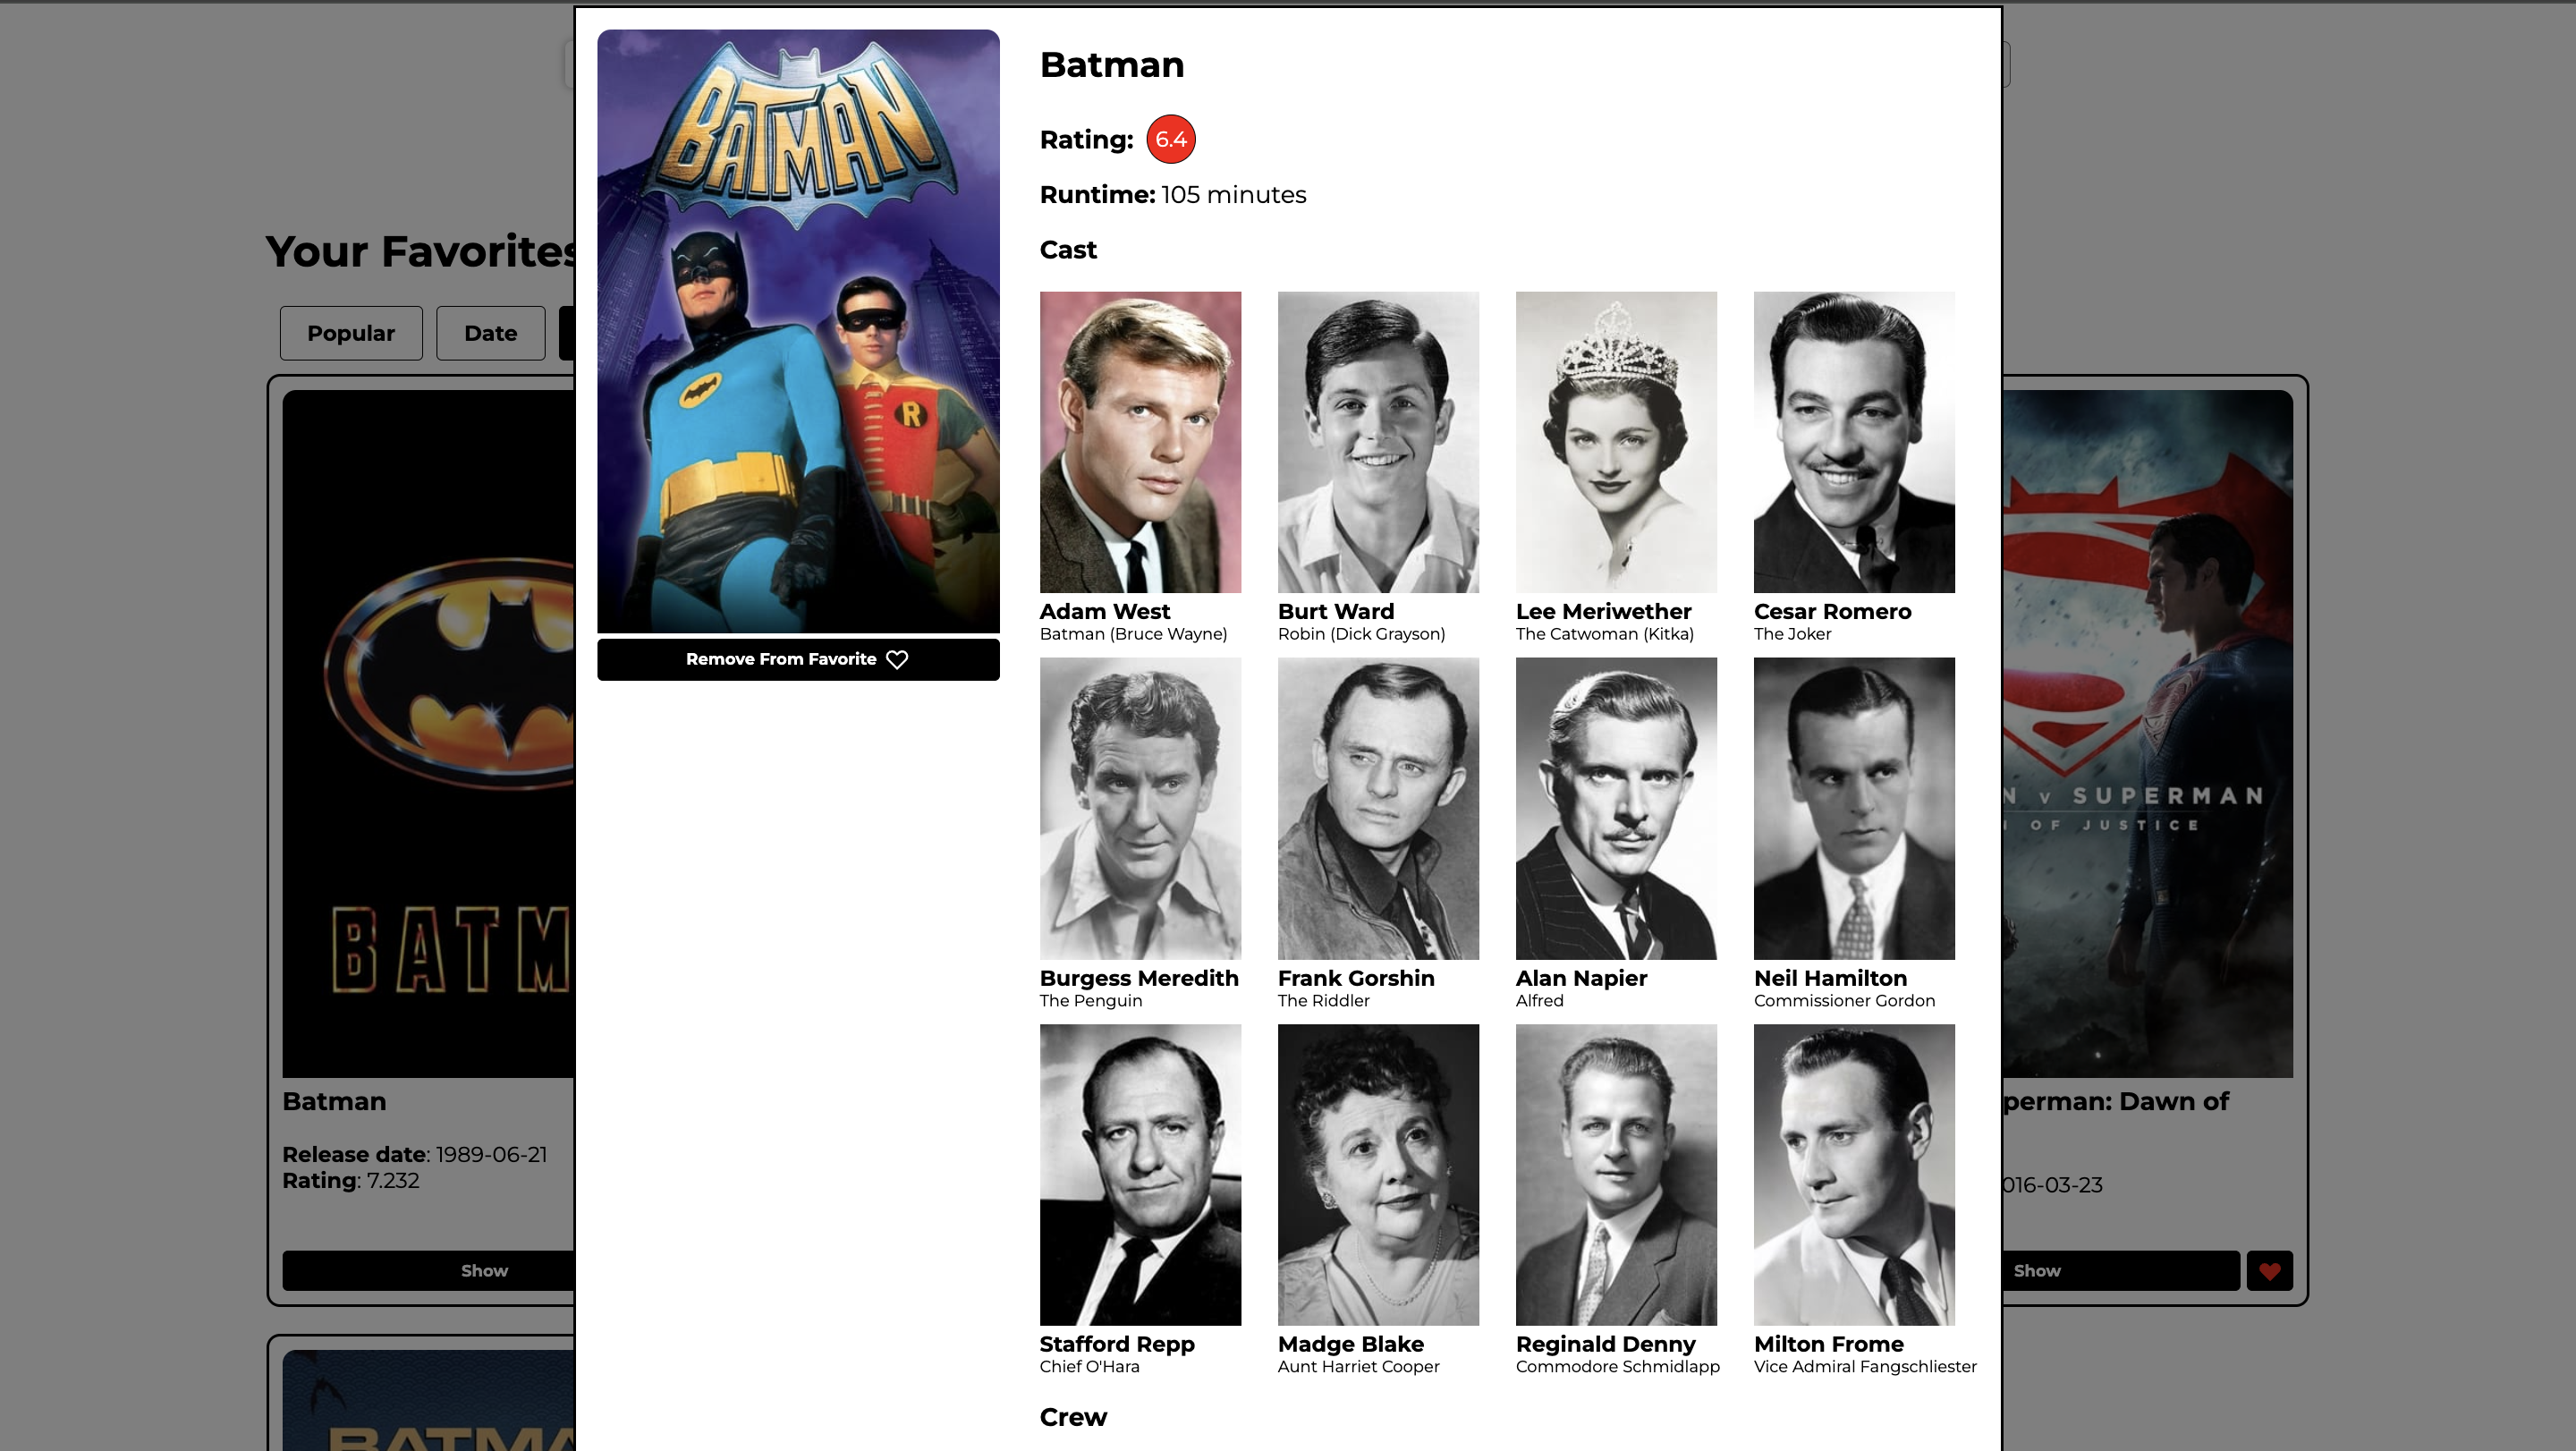 Your Favorites
Popular
Date
BATM
Batman
Release date: 1989-06-21
Rating: 7.232
Show
BATMA
BATMAN
R
Remove From Favorite
Batman
Rating: 6.4
Runtime: 105 minutes
Cast
Adam West
Batman (Bruce Wayne)
Burt Ward
Robin (Dick Grayson)
Lee Meriwether
The Catwoman (Kitka)
Cesar Romero
The Joker
Burgess Meredith
The Penguin
Frank Gorshin
The Riddler
Alan Napier
Alfred
Neil Hamilton
Commissioner Gordon
Stafford Repp
Chief O'Hara
Madge Blake
Aunt Harriet Cooper
Reginald Denny
Commodore Schmidlapp
Milton Frome
Vice Admiral Fangschliester
Crew
N v SUPERMAN
N OF JUSTICE
perman: Dawn of
016-03-23
Show